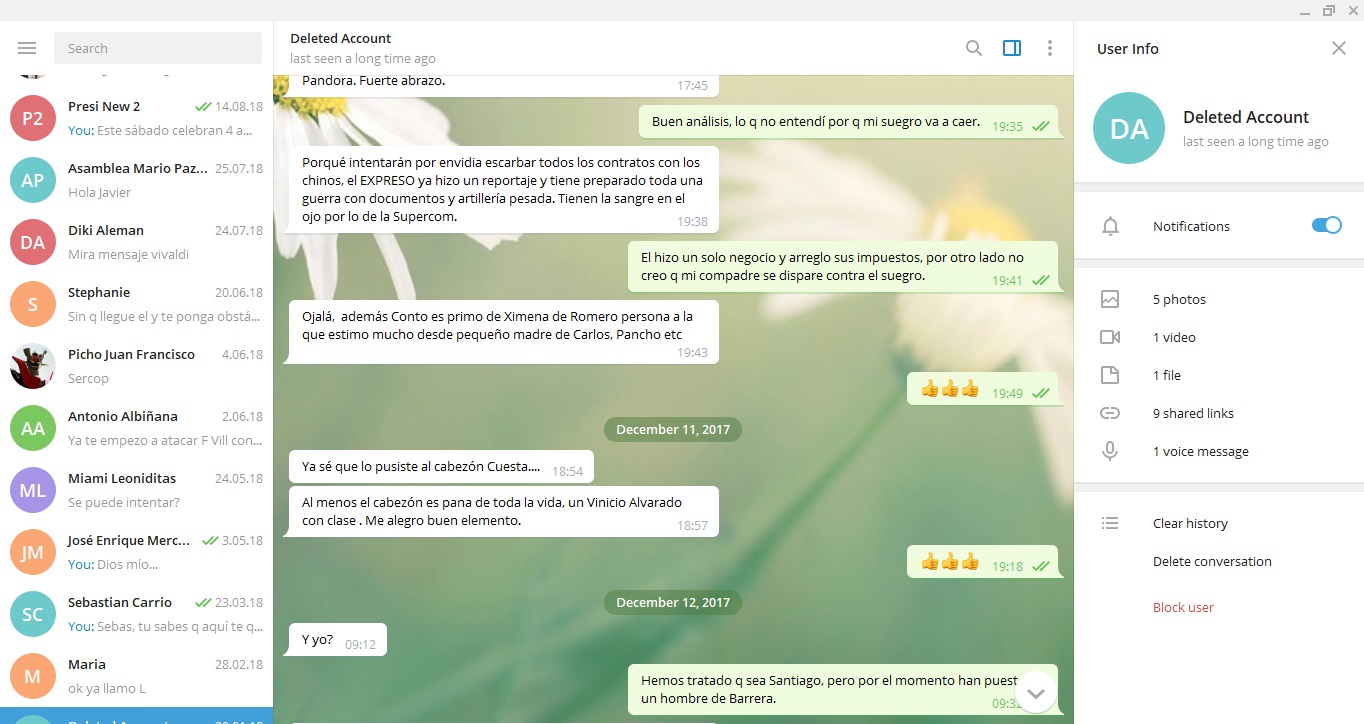 Search
Presi New 2
14.08.18
You: Este sábado celebran 4 a...
Asamblea Mario Paz...
25.07.18
Hola Javier
Diki Aleman
24.07.18
Mira mensaje vivaldi
Stephanie
20.06.18
Sin q llegue el y te ponga obstá...
Picho Juan Francisco
4.06.18
Sercop
Antonio Albiñana
2.06.18
Ya te empezo a atacar F Vill con...
Miami Leoniditas
24.05.18
Se puede intentar?
José Enrique Merc...
3.05.18
You: Dios mío...
Sebastian Carrio
23.03.18
You: Sebas, tu sabes q aquí te q...
Maria
28.02.18
ok ya llamo L
P2
AP
DA
S
AA
ML
JM
SC
M
Deleted Account
last seen a long time ago
Pandora. Fuerte abrazo.
17:45
Buen análisis, lo q no entendí por q mi suegro va a caer.
19:35
Porqué intentarán por envidia escarbar todos los contratos con los
chinos, el EXPRESO ya hizo un reportaje y tiene preparado toda una
guerra con documentos y artillería pesada. Tienen la sangre en el
ojo por lo de la Supercom.
19:38
El hizo un solo negocio y arreglo sus impuestos, por otro lado no
creo q mi compadre se dispare contra el suegro.
19:41
Ojalá,  además Conto es primo de Ximena de Romero persona a la
que estimo mucho desde pequeño madre de Carlos, Pancho etc
19:43
19:49
December 11, 2017
Ya sé que lo pusiste al cabezón Cuesta....
18:54
Al menos el cabezón es pana de toda la vida, un Vinicio Alvarado
con clase . Me alegro buen elemento.
18:57
19:18
December 12, 2017
Y yo?
09:12
Hemos tratado q sea Santiago, pero por el momento han puest
un hombre de Barrera.
User Info
DA
Deleted Account
last seen a long time ago
Notifications
5 photos
1 video
1 file
9 shared links
1 voice message
Clear history
Delete conversation
Block user